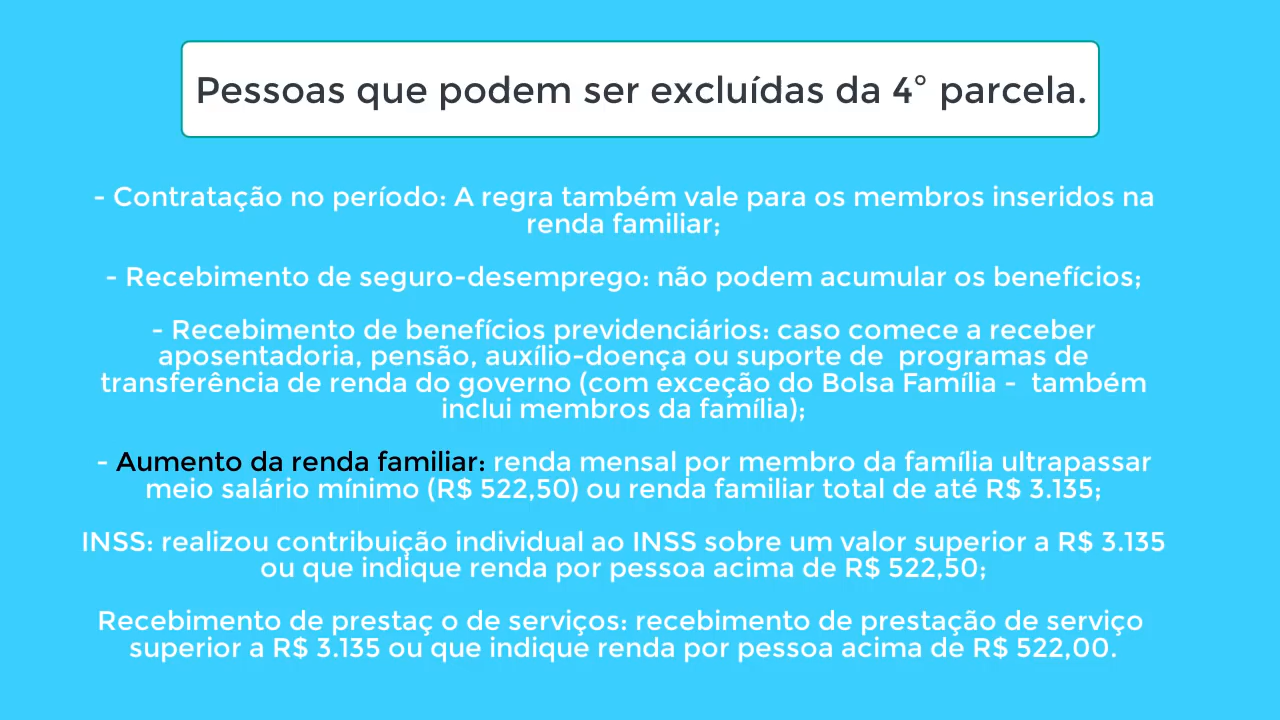 Pessoas que podem ser excluídas da 4° parcela.
- Contratação no período: A regra também vale para os membros inseridos na
renda familiar;
- Recebimento de seguro-desemprego: não podem acumular os benefícios;
- Recebimento de benefícios previdenciários: caso comece a receber
aposentadoria, pensão, auxílio-doença ou suporte de  programas de
transferência de renda do governo (com exceção do Bolsa Família -  também
inclui membros da família);
- Aumento da renda familiar: renda mensal por membro da família ultrapassar
meio salário mínimo (R$ 522,50) ou renda familiar total de até R$ 3.135;
INSS: realizou contribuição individual ao INSS sobre um valor superior a R$ 3.135
ou que indique renda por pessoa acima de R$ 522,50;
Recebimento de prestaç o de serviços: recebimento de prestação de serviço
superior a R$ 3.135 ou que indique renda por pessoa acima de R$ 522,00.